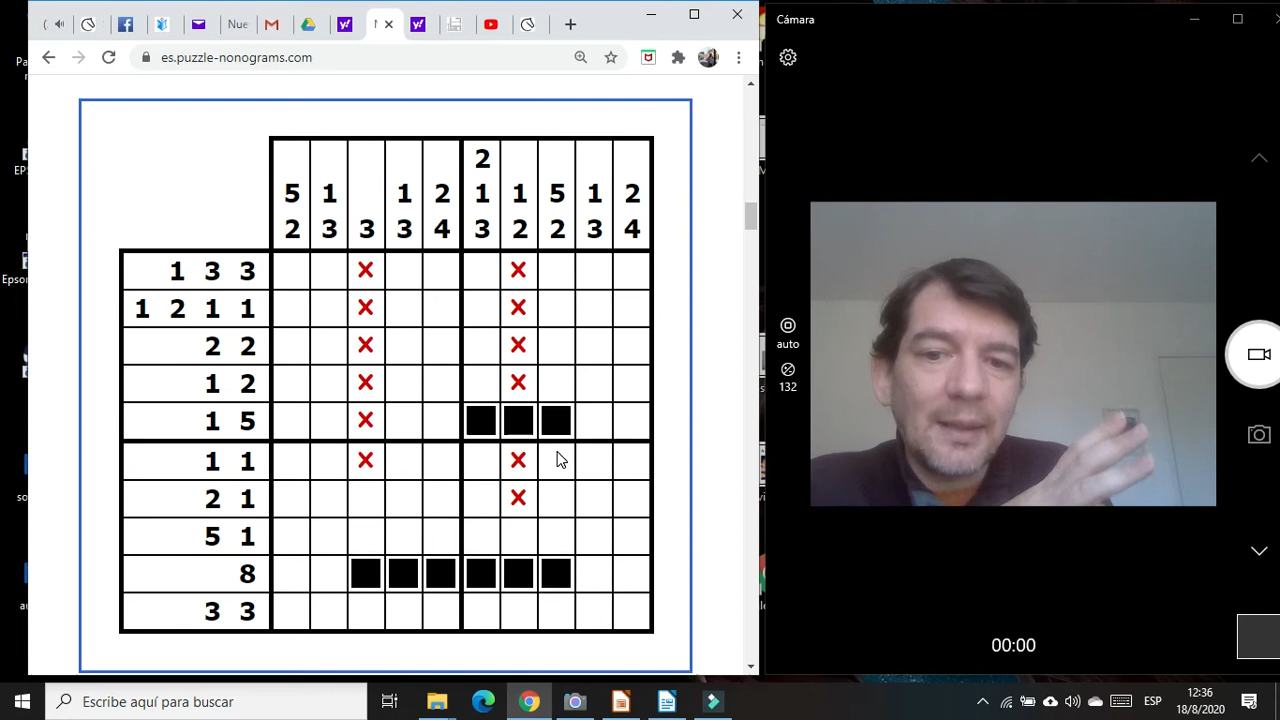 Nue
Cámara
es.puzzle-nonograms.com
2
5 1 1 2 1 1 5 1 2
2 3 3 3 4 3 2 2 3 4
1 3 3
1 2 1 1
2 2
1 2
1 5
1 1
2 1
5 1
8
3 3
auto
132
00:00
Escribe aquí para buscar
ESP
12:36
18/8/2020